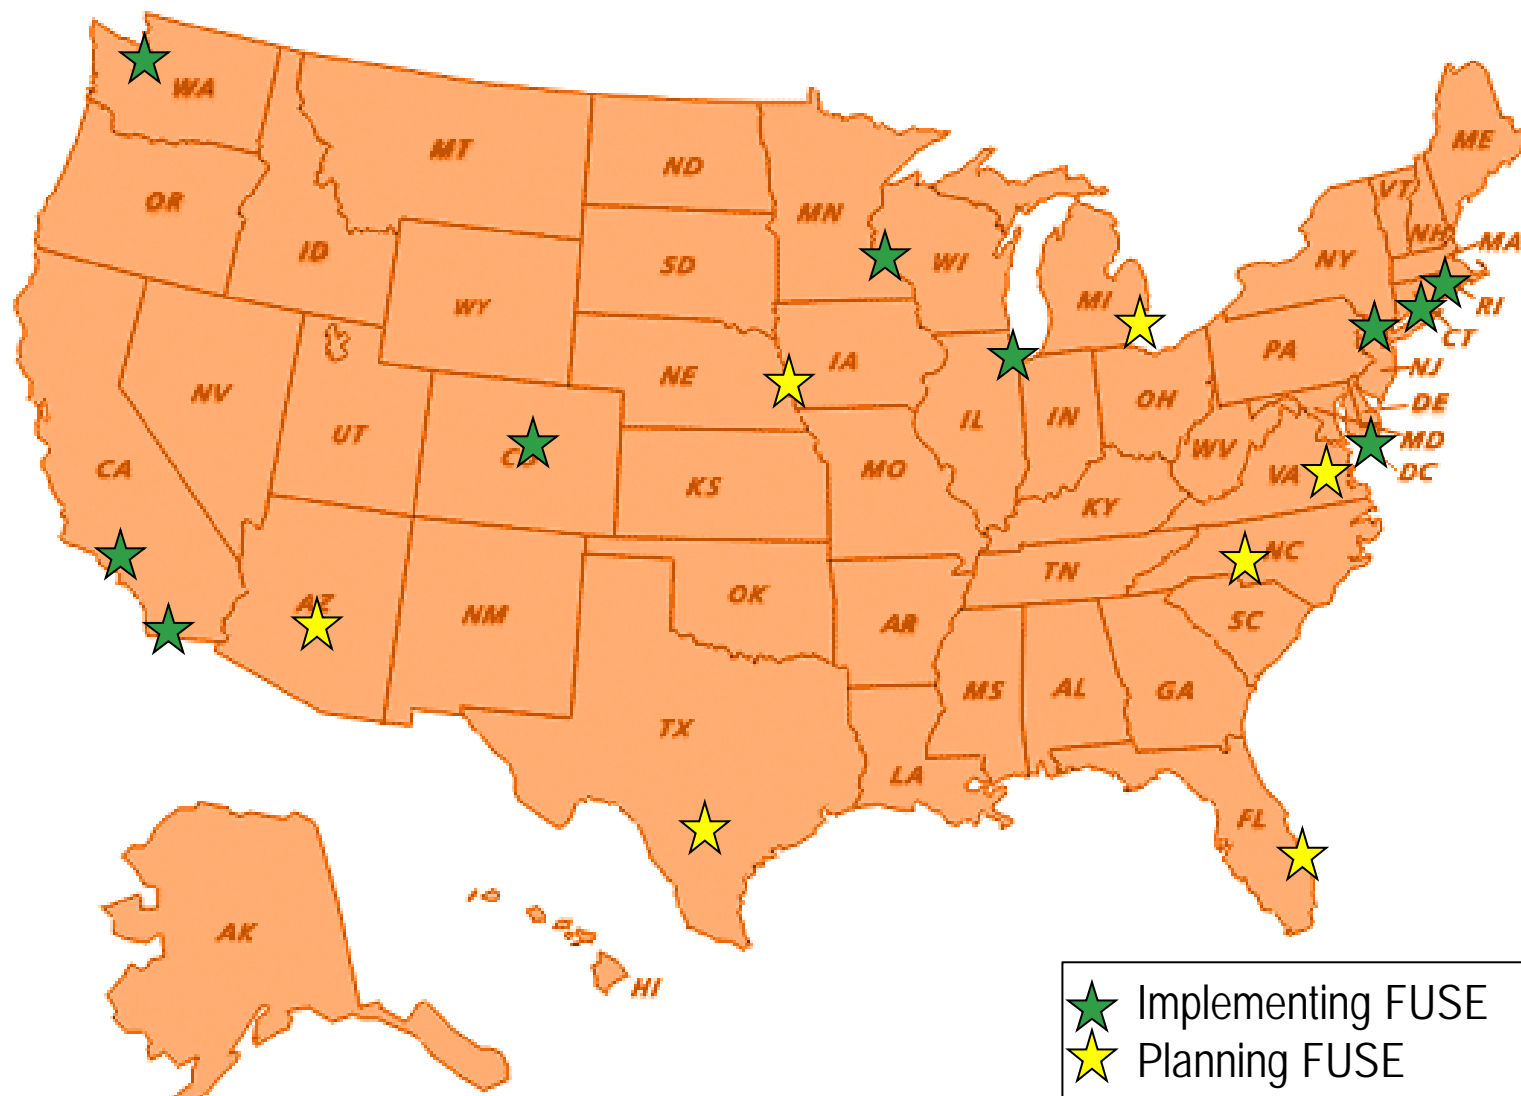 WA
MT
ND
MN
OR
ID
SD
WI
WY
MI
NY
VT
NH
ME
MA
RI
CT
NJ
DE
MD
DC
PA
NV
UT
CA
NE
IA
IL
IN
OH
WV
VA
KS
MO
KY
AZ
NM
OK
AR
TN
NC
SC
TX
LA
MS
AL
GA
FL
AK
HI
Implementing FUSE
Planning FUSE